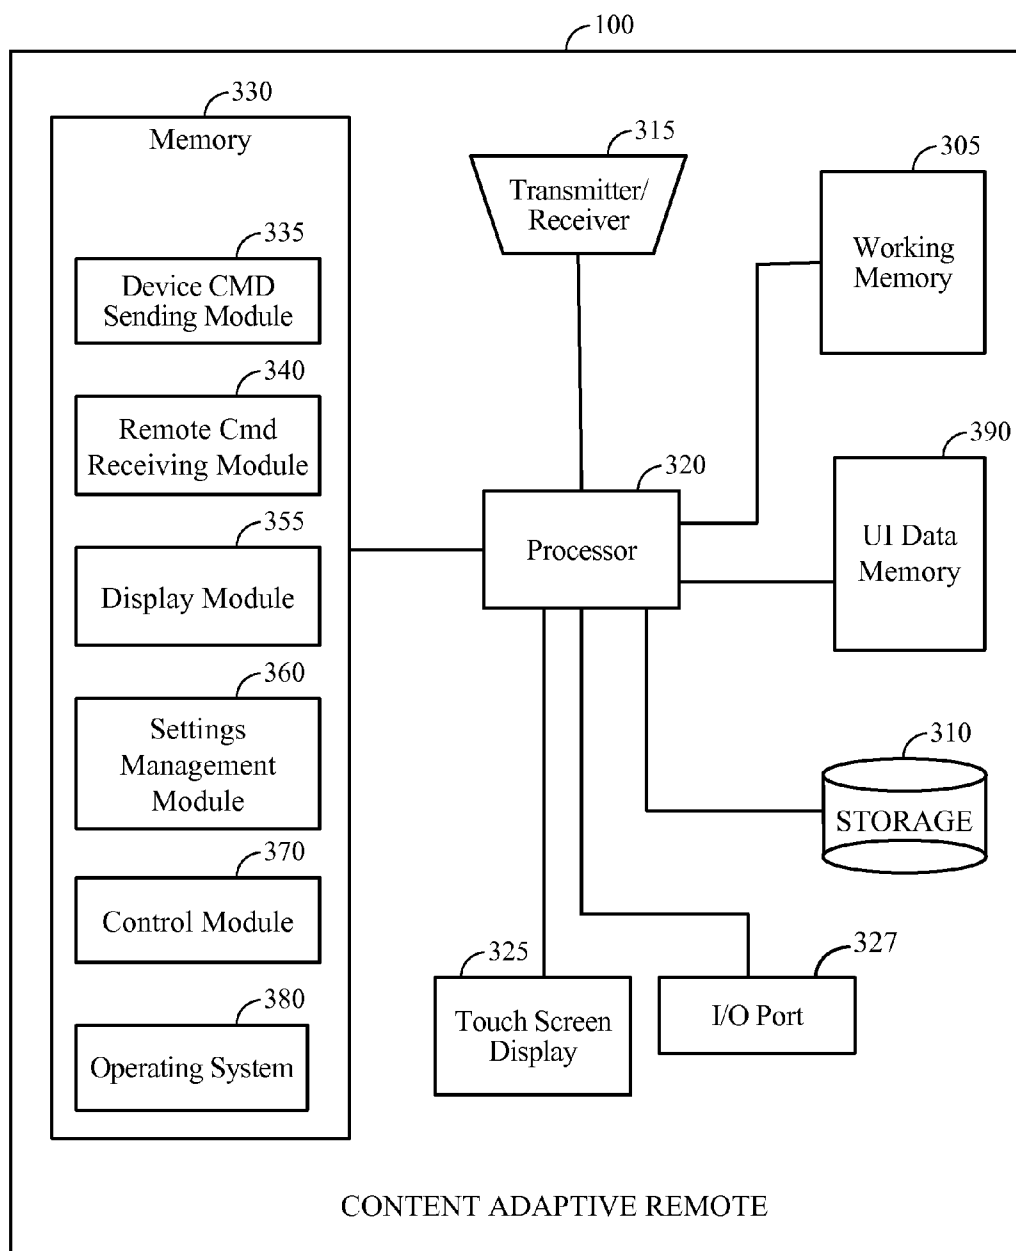 100
330
Memory
335
Device CMD
Sending Module
340
Remote Cmd
Receiving Module
355
Display Module
360
Settings
Management
Module
370
Control Module
380
Operating System
315
Transmitter/
Receiver
305
Working
Memory
320
Processor
390
UI Data
Memory
310
STORAGE
325
Touch Screen
Display
327
I/O Port
CONTENT ADAPTIVE REMOTE